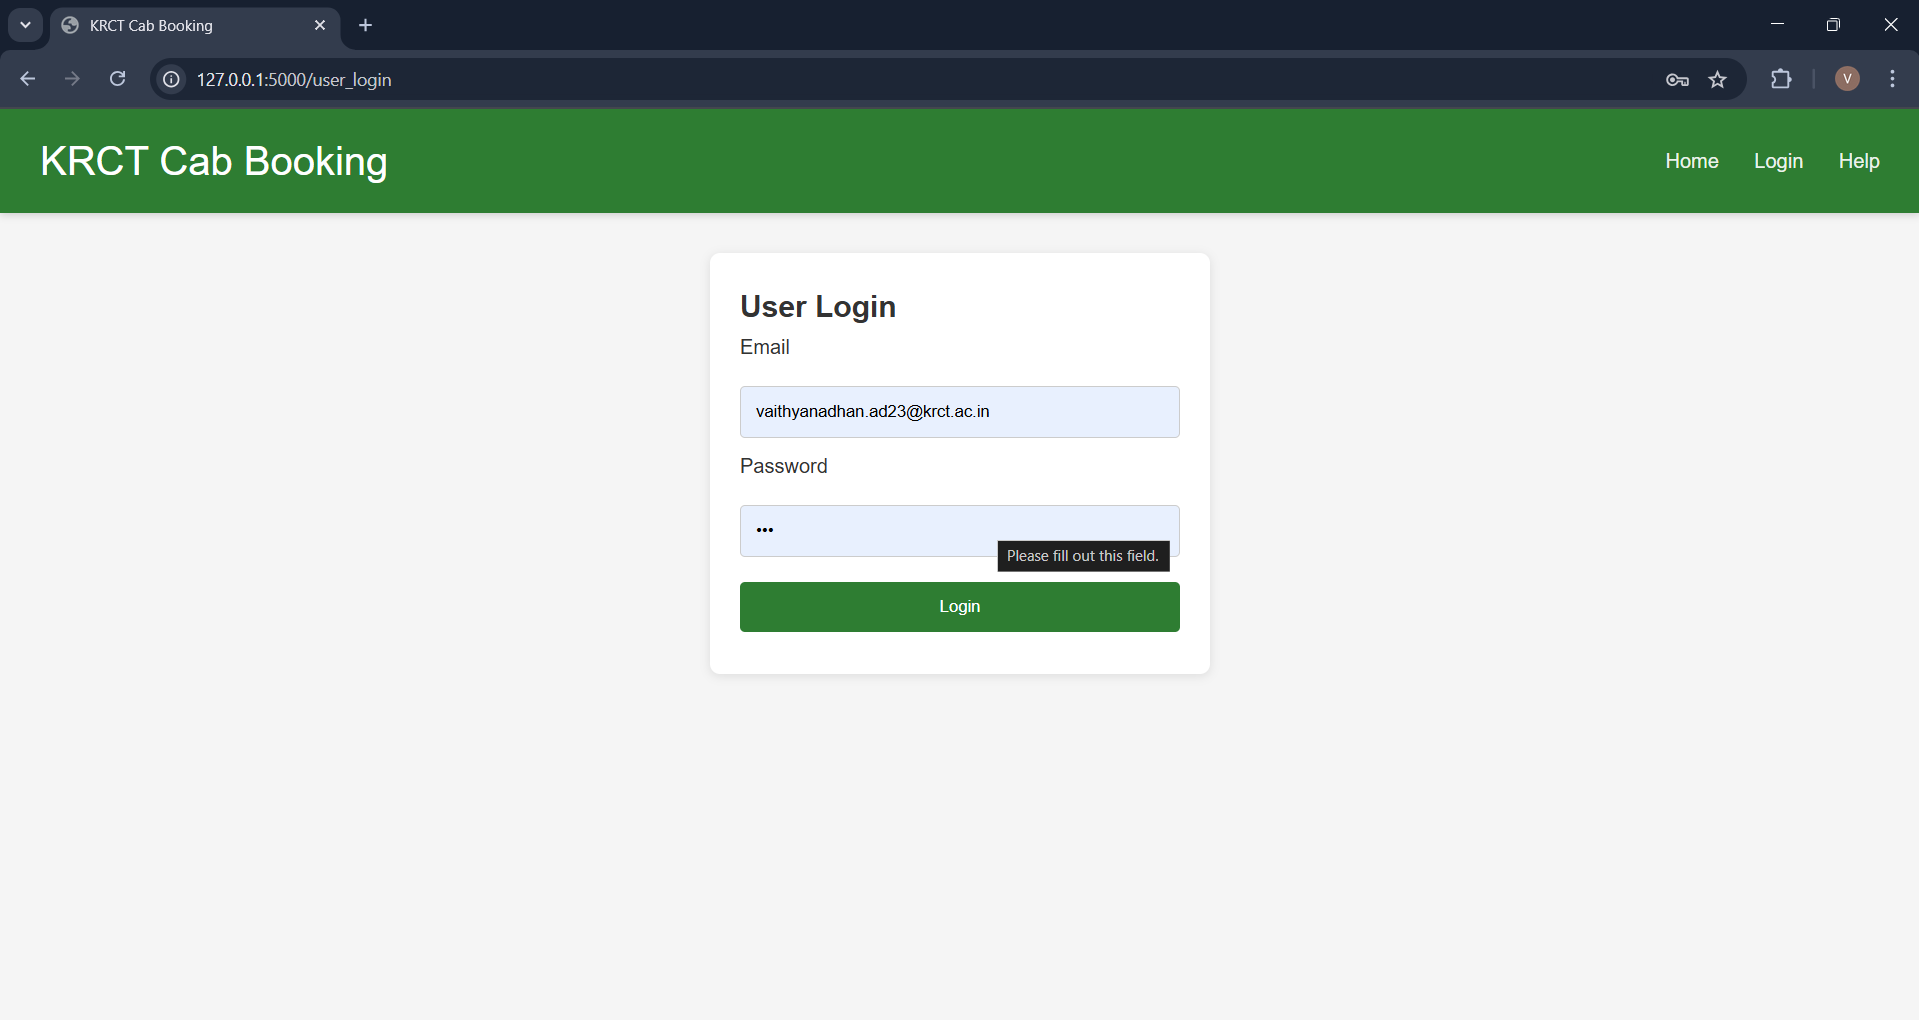 KRCT Cab Booking
127.0.0.1:5000/user_login
V
KRCT Cab Booking
Home
Login
Help
User Login
Email
vaithyanadhan.ad23@krct.ac.in
Password
•••
Please fill out this field.
Login